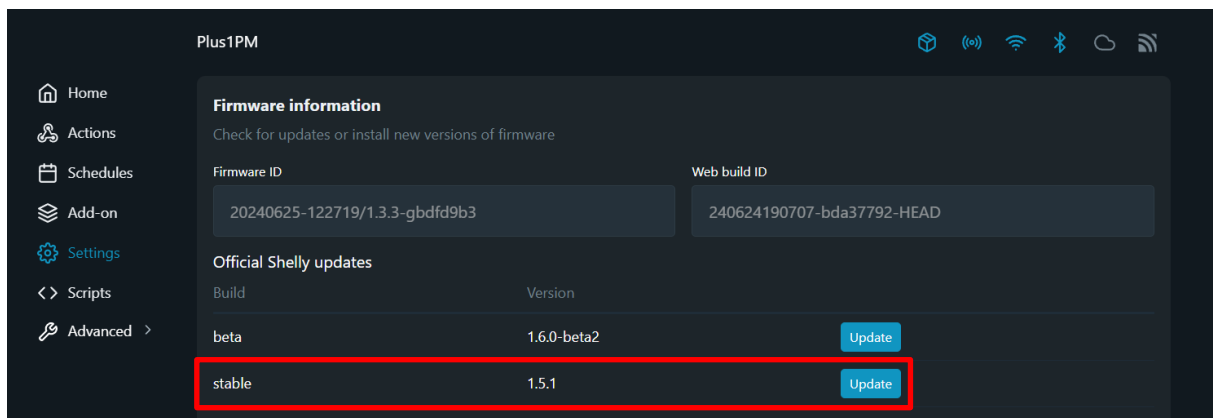 Plus1PM
Home
Actions
Schedules
Add-on
Settings
Scripts
Advanced
Firmware information
Check for updates or install new versions of firmware
Firmware ID
Web build ID
20240625-122719/1.3.3-gbdfd9b3
240624190707-bda37792-HEAD
Official Shelly updates
Build Version
beta 1.6.0-beta2 Update
stable 1.5.1 Update